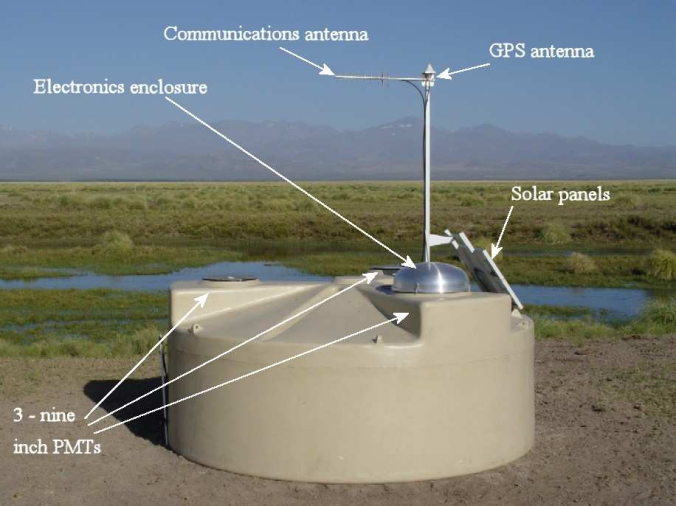 Communications antenna
GPS antenna
Electronics enclosure
Solar panels
3 - nine
inch PMTs